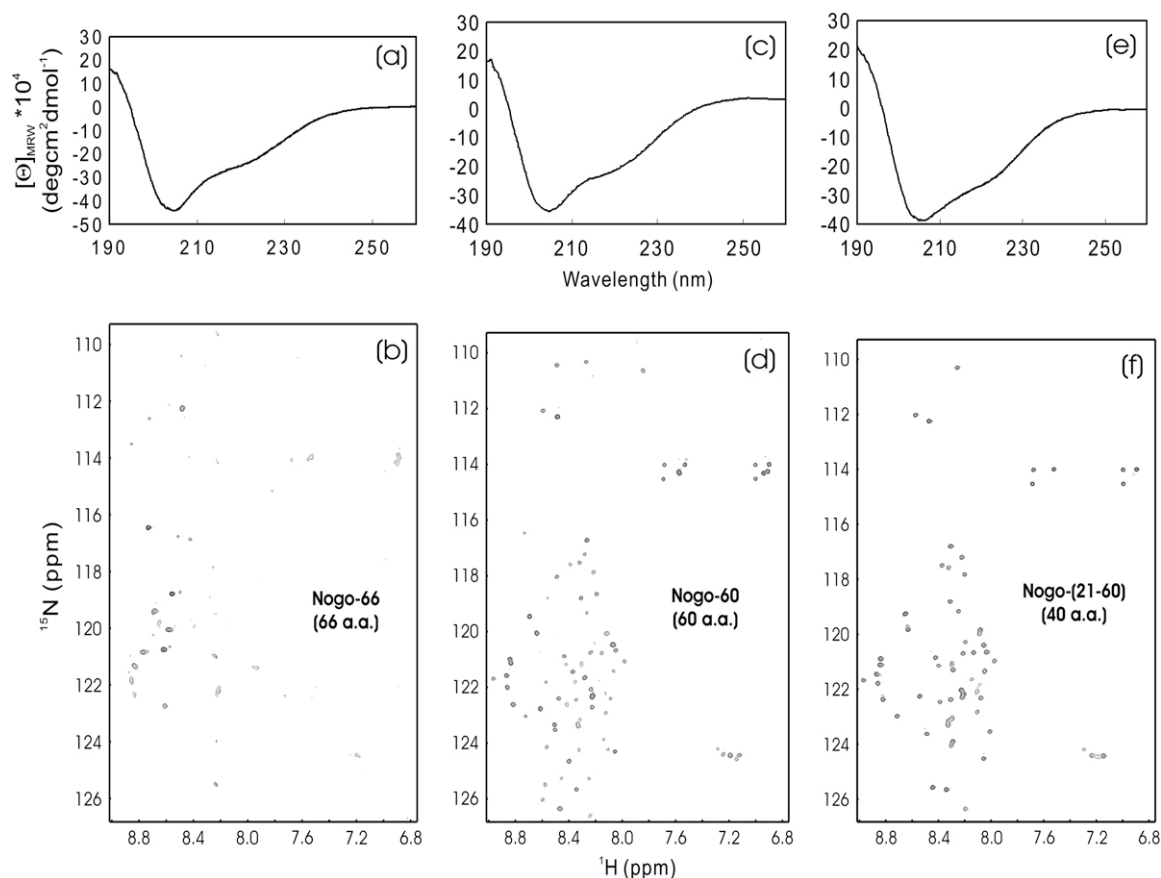 (a)
(c)
(e)
[Θ]MRW *10⁴
(degcm²dmol⁻¹)
30
20
10
0
-10
-20
-30
-40
-50
190 210 230 250
30
20
10
0
-10
-20
-30
-40
190 210 230 250
30
20
10
0
-10
-20
-30
-40
190 210 230 250
Wavelength (nm)
(b)
(d)
(f)
¹⁵N (ppm)
110
112
114
116
118
120
122
124
126
Nogo-66
(66 a.a.)
8.8 8.4 8.0 7.6 7.2 6.8
110
112
114
116
118
120
122
124
126
Nogo-60
(60 a.a.)
8.8 8.4 8.0 7.6 7.2 6.8
110
112
114
116
118
120
122
124
126
Nogo-(21-60)
(40 a.a.)
8.8 8.4 8.0 7.6 7.2 6.8
¹H (ppm)